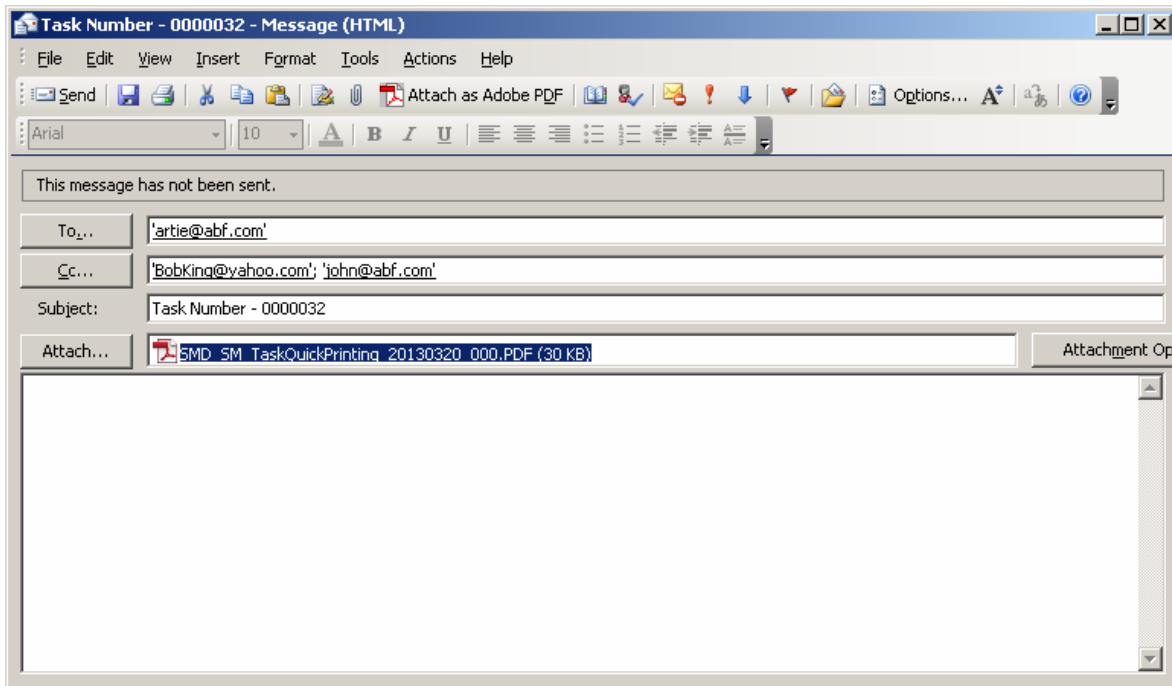 Task Number - 0000032 - Message (HTML)
File Edit View Insert Format Tools Actions Help
Send Attach as Adobe PDF Options...
Arial 10 A B I U
This message has not been sent.
To... 'artie@abf.com'
Cc... 'BobKing@yahoo.com'; 'john@abf.com'
Subject: Task Number - 0000032
Attach... SMD_SM_TaskQuickPrinting_20130320_000.PDF (30 KB) Attachment Op